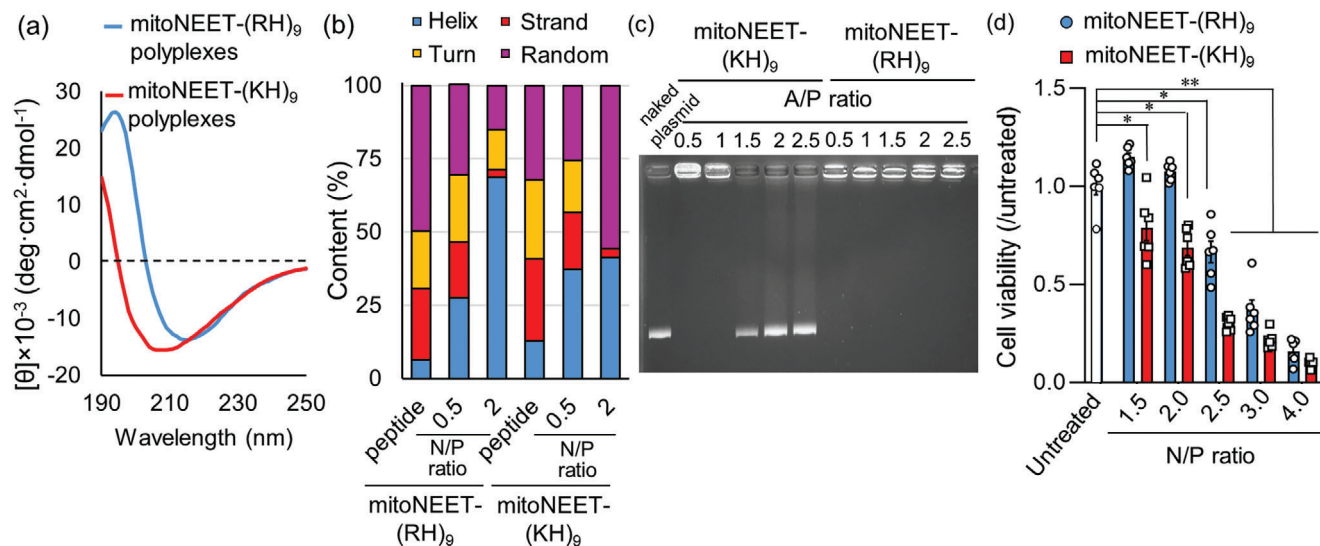 (a)
mitoNEET-(RH)9
polyplexes
mitoNEET-(KH)9
polyplexes
[θ]×10-3 (deg·cm2·dmol-1)
30
20
10
0
-10
-20
190 210 230 250
Wavelength (nm)
(b)
Helix Strand
Turn Random
Content (%)
100
75
50
25
0
peptide 0.5 2 peptide 0.5 2
N/P ratio N/P ratio
mitoNEET-(RH)9 mitoNEET-(KH)9
(c)
mitoNEET-(KH)9 mitoNEET-(RH)9
A/P ratio
naked plasmid 0.5 1 1.5 2 2.5 0.5 1 1.5 2 2.5
(d)
mitoNEET-(RH)9
mitoNEET-(KH)9
Cell viability (/untreated)
1.5
1.0
0.5
0.0
**
*
*
*
Untreated 1.5 2.0 2.5 3.0 4.0
N/P ratio